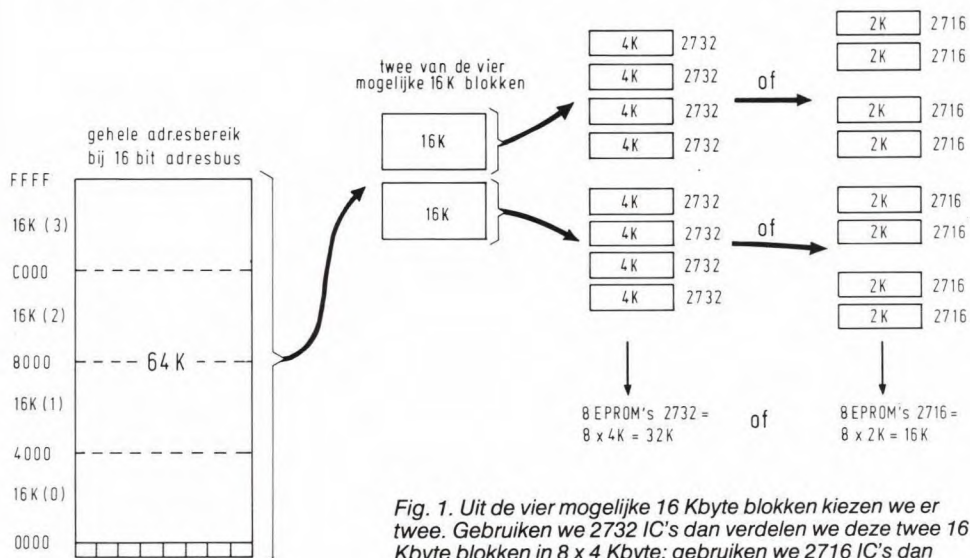 gehele adresbereik
bij 16 bit adresbus
FFFF
16K (3)
C000
16K (2)
8000
64K
16K (1)
4000
16K (0)
0000
twee van de vier
mogelijke 16K blokken
16K
16K
4K 2732
4K 2732
4K 2732
4K 2732
4K 2732
4K 2732
4K 2732
4K 2732
of
of
2K 2716
2K 2716
2K 2716
2K 2716
2K 2716
2K 2716
2K 2716
2K 2716
8 EPROM's 2732 =
8 x 4K = 32K
of
8 EPROM's 2716 =
8 x 2K = 16K
Fig. 1. Uit de vier mogelijke 16 Kbyte blokken kiezen we er
twee. Gebruiken we 2732 IC's dan verdelen we deze twee 16
Kbyte blokken in 8 x 4 Kbyte; gebruiken we 2716 IC's dan